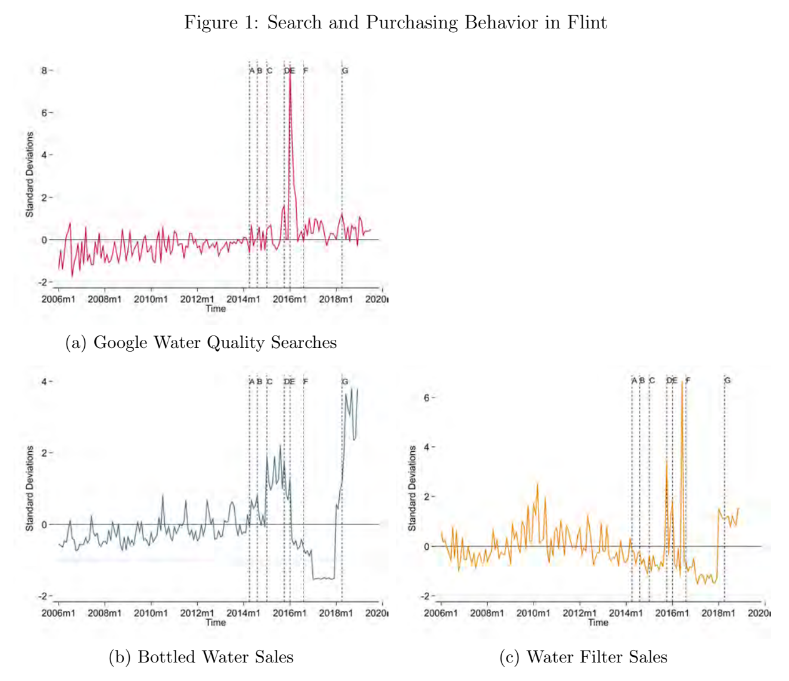 Figure 1: Search and Purchasing Behavior in Flint
8
6
4
2
0
-2
Standard Deviations
A B C D E F G
2006m1 2008m1 2010m1 2012m1 2014m1 2016m1 2018m1 2020
Time
(a) Google Water Quality Searches
4
2
0
-2
Standard Deviations
A B C D E F G
2006m1 2008m1 2010m1 2012m1 2014m1 2016m1 2018m1 2020
Time
(b) Bottled Water Sales
6
4
2
0
-2
Standard Deviations
A B C D E F G
2006m1 2008m1 2010m1 2012m1 2014m1 2016m1 2018m1 2020
Time
(c) Water Filter Sales